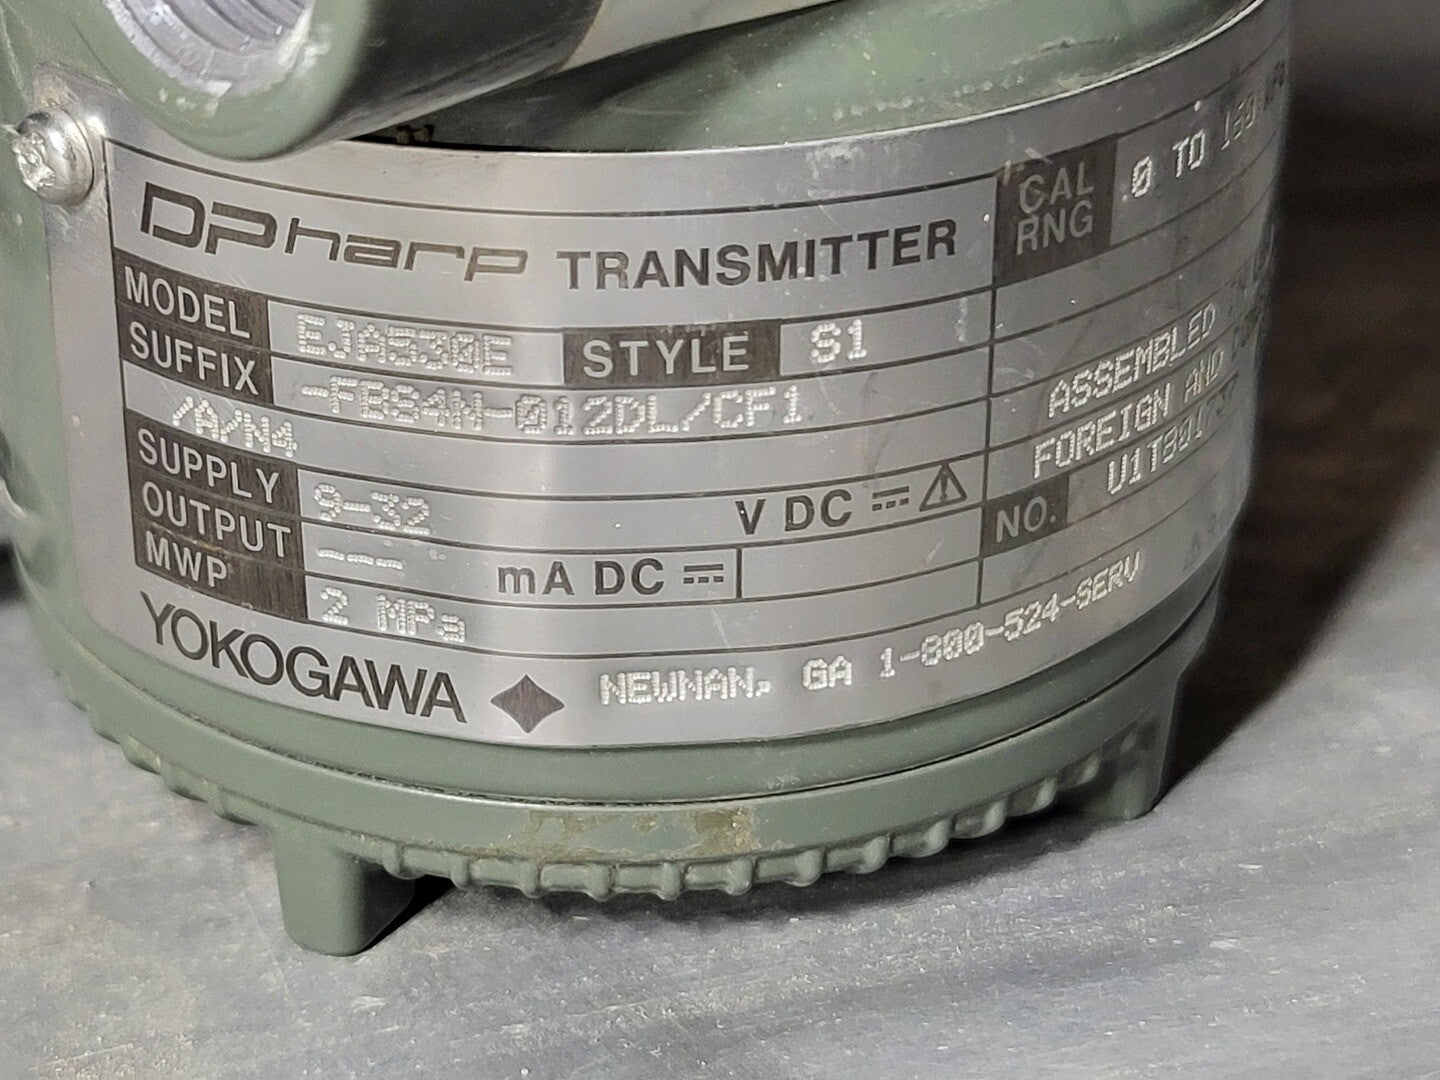 DPharp TRANSMITTER
CAL RNG 0 TO
MODEL EJA530E STYLE S1
SUFFIX -FBS4N-012DL/CF1
/A/N4
ASSEMBLED
FOREIGN AND
SUPPLY 9-32 V DC
NO.
OUTPUT ---- mA DC
MWP 2 MPa
YOKOGAWA NEWNAN, GA 1-800-524-SERV